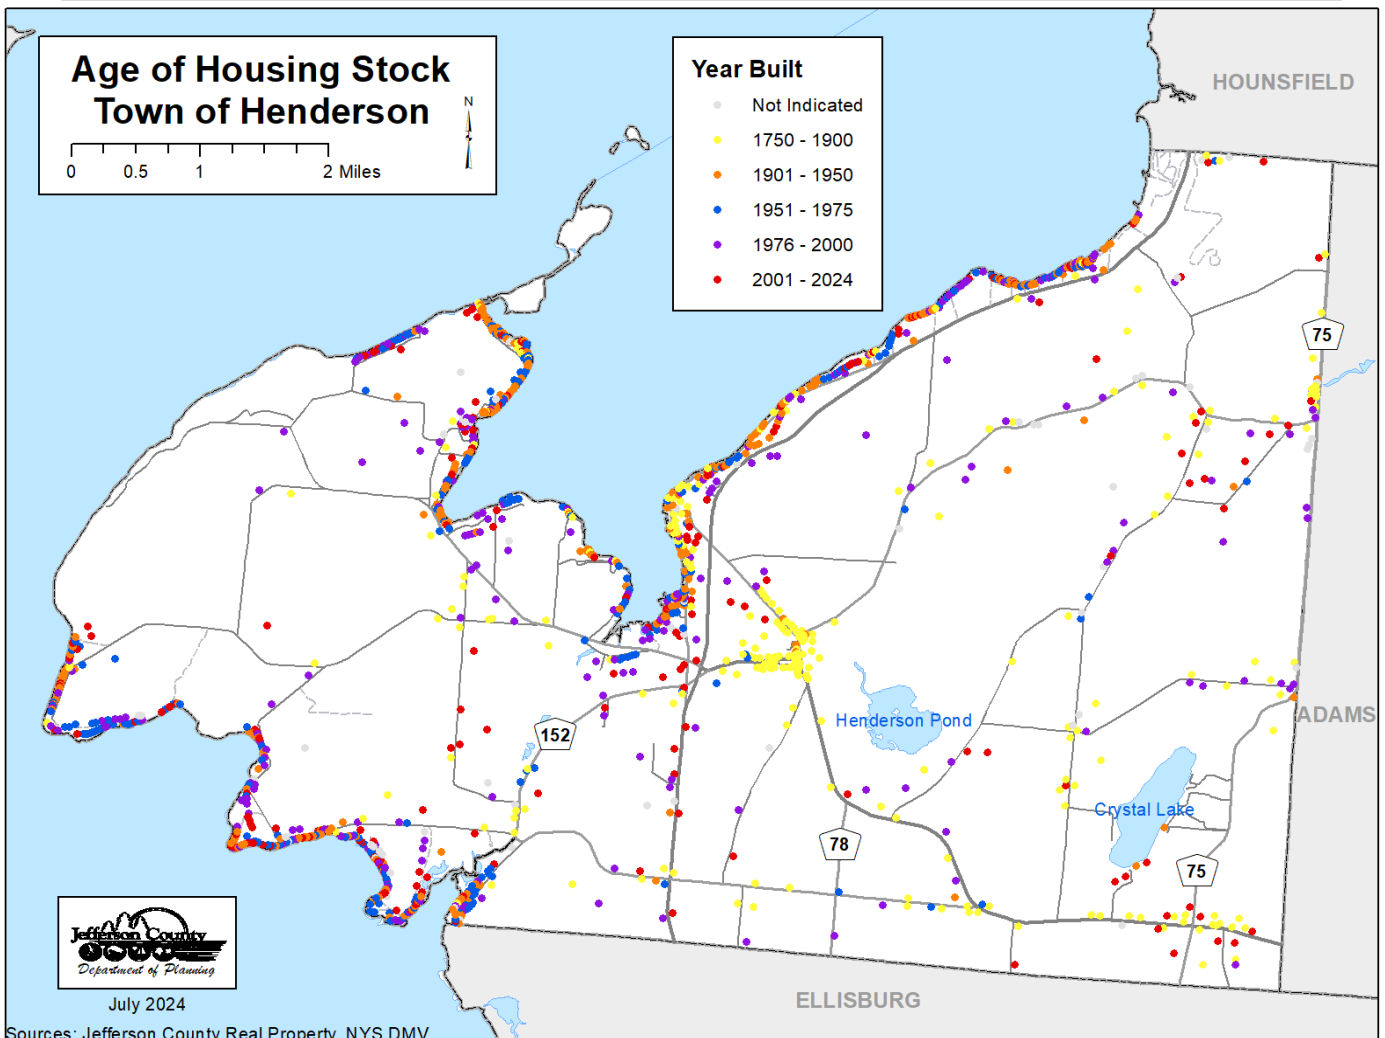 Age of Housing Stock
Town of Henderson
N
0 0.5 1 2 Miles
Year Built
Not Indicated
1750 - 1900
1901 - 1950
1951 - 1975
1976 - 2000
2001 - 2024
HOUNSFIELD
75
152
Henderson Pond
ADAMS
Crystal Lake
78
75
Jefferson County
Department of Planning
July 2024
ELLISBURG
Sources: Jefferson County Real Property, NYS DMV